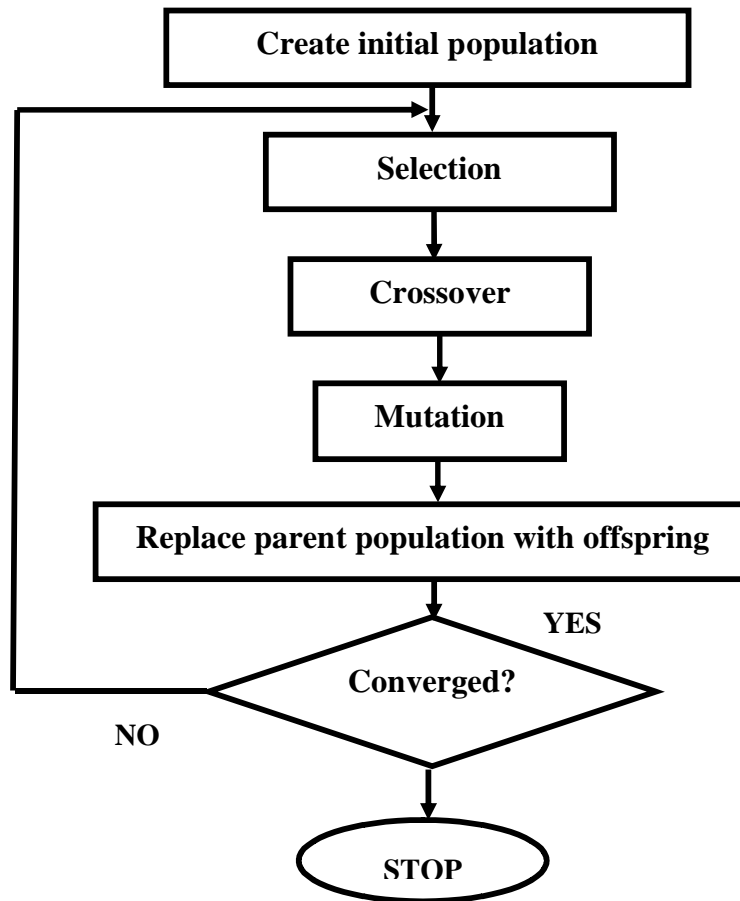 Create initial population
Selection
Crossover
Mutation
Replace parent population with offspring
YES
Converged?
NO
STOP